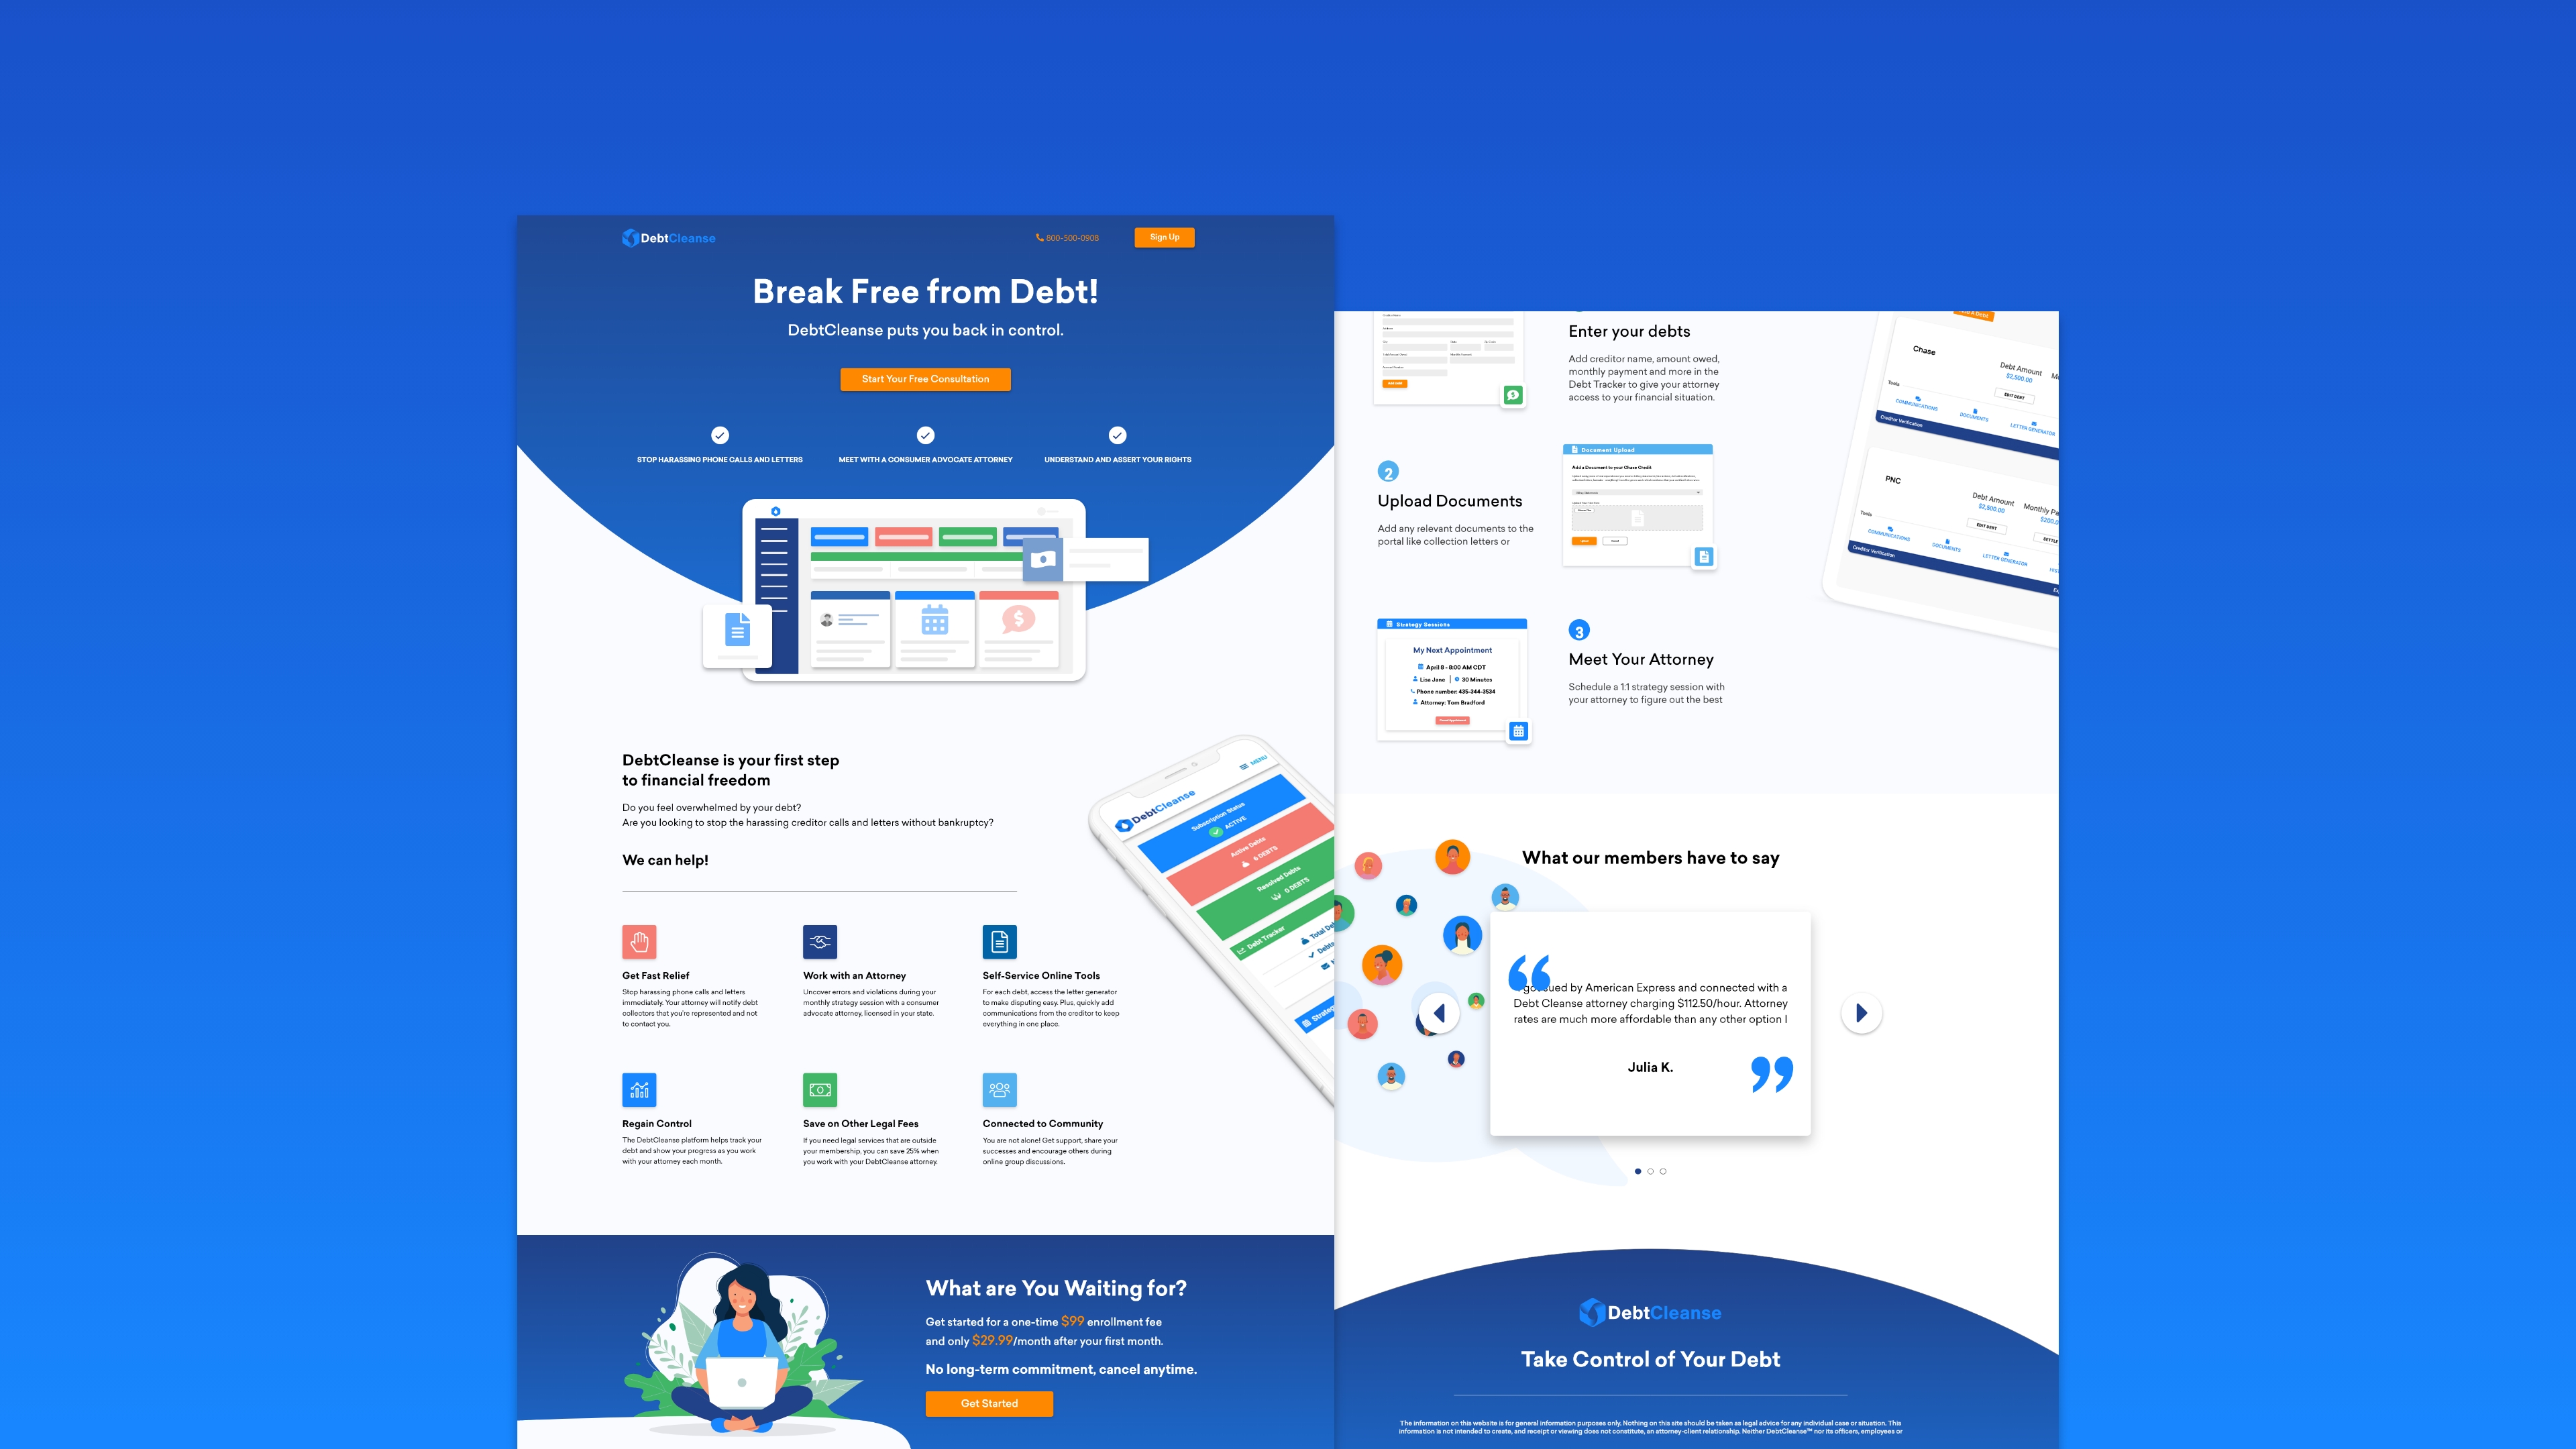 DebtCleanse
800-500-0908
Sign Up
Break Free from Debt!
DebtCleanse puts you back in control.
Start Your Free Consultation
STOP HARASSING PHONE CALLS AND LETTERS
MEET WITH A CONSUMER ADVOCATE ATTORNEY
UNDERSTAND AND ASSERT YOUR RIGHTS
DebtCleanse is your first step
to financial freedom
Do you feel overwhelmed by your debt?
Are you looking to stop the harassing creditor calls and letters without bankruptcy?
We can help!
MENU
DebtCleanse
Subscription Status
ACTIVE
Active Debts
6 DEBTS
Resolved Debts
0 DEBTS
Debt Tracker
Total De
Debts
Strateg
Get Fast Relief
Stop harassing phone calls and letters
immediately. Your attorney will notify debt
collectors that you're represented and not
to contact you.
Work with an Attorney
Uncover errors and violations during your
monthly strategy session with a consumer
advocate attorney, licensed in your state.
Self-Service Online Tools
For each debt, access the letter generator
to make disputing easy. Plus, quickly add
communications from the creditor to keep
everything in one place.
Regain Control
The DebtCleanse platform helps track your
debt and show your progress as you work
with your attorney each month.
Save on Other Legal Fees
If you need legal services that are outside
your membership, you can save 25% when
you work with your DebtCleanse attorney.
Connected to Community
You are not alone! Get support, share your
successes and encourage others during
online group discussions.
What are You Waiting for?
Get started for a one-time $99 enrollment fee
and only $29.99/month after your first month.
No long-term commitment, cancel anytime.
Get Started
Enter your debts
Add creditor name, amount owed,
monthly payment and more in the
Debt Tracker to give your attorney
access to your financial situation.
2
Upload Documents
Add any relevant documents to the
portal like collection letters or
Document Upload
Add a Document to your Chase Credit
Strategy Sessions
My Next Appointment
April 8 - 8:00 AM CDT
Lisa Jane | 30 Minutes
Phone number: 435-344-3534
Attorney: Tom Bradford
3
Meet Your Attorney
Schedule a 1:1 strategy session with
your attorney to figure out the best
Chase
Debt Amount
$2,500.00
EDIT DEBT
Tools
COMMUNICATIONS
DOCUMENTS
LETTER GENERATOR
Creditor Verification
PNC
Debt Amount
$2,500.00
Monthly Pa
$200.0
EDIT DEBT
SETTLE
Tools
COMMUNICATIONS
DOCUMENTS
LETTER GENERATOR
HIS
Creditor Verification
What our members have to say
got sued by American Express and connected with a
Debt Cleanse attorney charging $112.50/hour. Attorney
rates are much more affordable than any other option I
Julia K.
DebtCleanse
Take Control of Your Debt
The information on this website is for general information purposes only. Nothing on this site should be taken as legal advice for any individual case or situation. This
information is not intended to create, and receipt or viewing does not constitute, an attorney-client relationship. Neither DebtCleanse™ nor its officers, employees or